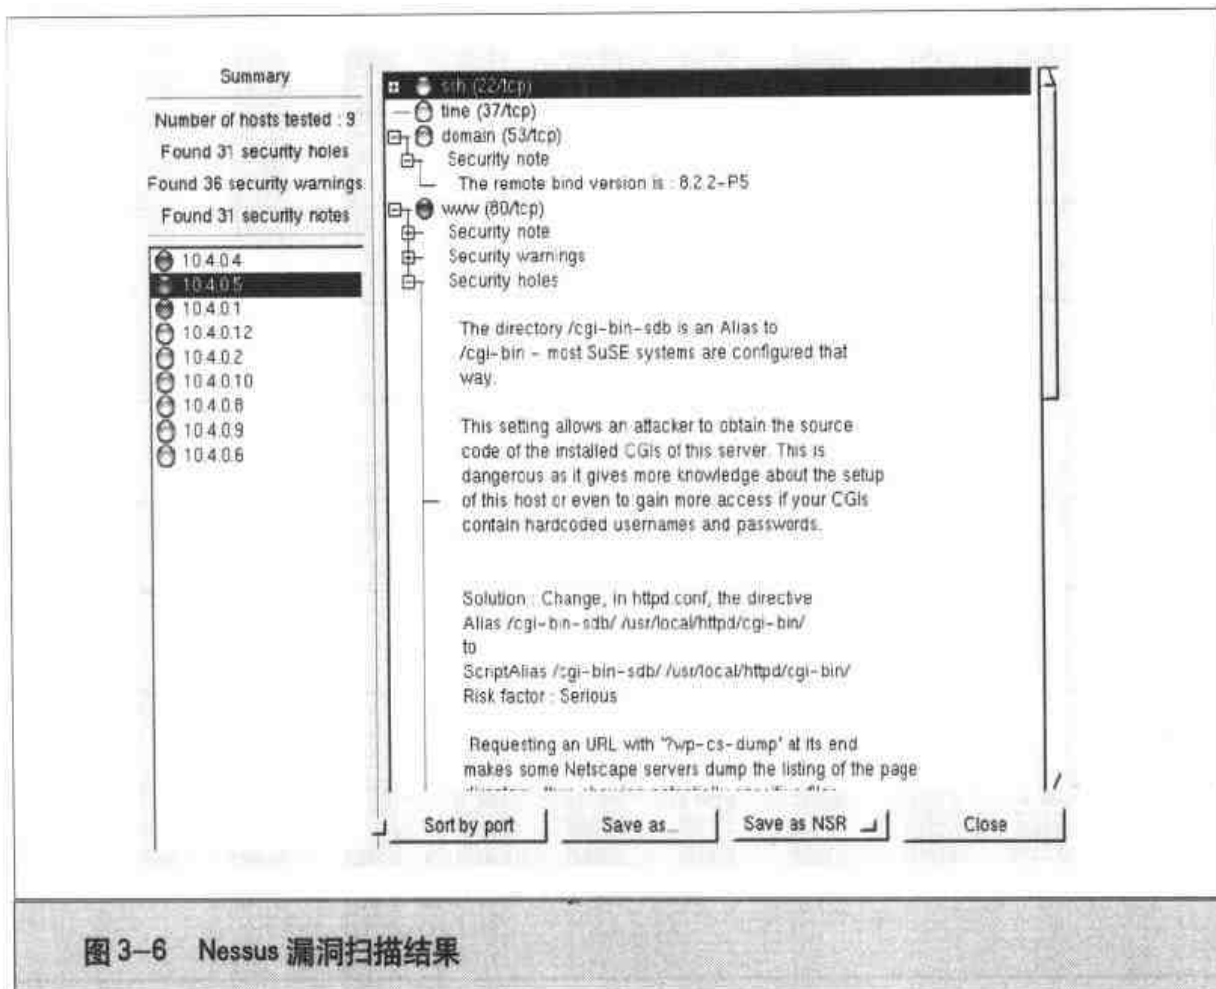 Summary
Number of hosts tested : 9
Found 31 security holes
Found 36 security warnings
Found 31 security notes
10.4.0.4
10.4.0.5
10.4.0.1
10.4.0.12
10.4.0.2
10.4.0.10
10.4.0.8
10.4.0.9
10.4.0.6
ssh (22/tcp)
time (37/tcp)
domain (53/tcp)
Security note
The remote bind version is : 8.2.2-P5
www (80/tcp)
Security note
Security warnings
Security holes
The directory /cgi-bin-sdb is an Alias to
/cgi-bin - most SuSE systems are configured that
way.
This setting allows an attacker to obtain the source
code of the installed CGIs of this server. This is
dangerous as it gives more knowledge about the setup
of this host or even to gain more access if your CGIs
contain hardcoded usernames and passwords.
Solution : Change, in httpd.conf, the directive
Alias /cgi-bin-sdb/ /usr/local/httpd/cgi-bin/
to
ScriptAlias /cgi-bin-sdb/ /usr/local/httpd/cgi-bin/
Risk factor : Serious
Requesting an URL with '?wp-cs-dump' at its end
makes some Netscape servers dump the listing of the page
Sort by port
Save as...
Save as NSR
Close
图 3-6 Nessus 漏洞扫描结果